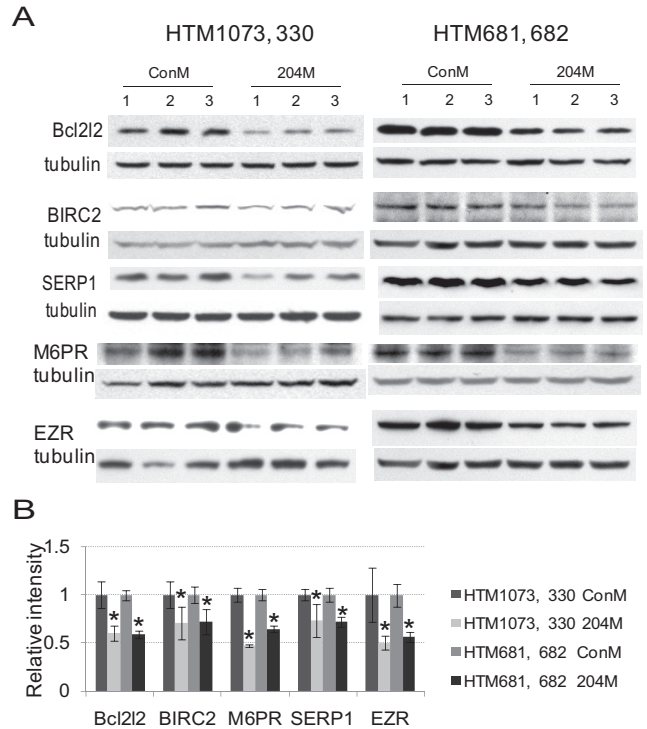 A
HTM1073, 330 HTM681, 682
ConM 204M ConM 204M
1 2 3 1 2 3 1 2 3 1 2 3
Bcl2l2
tubulin
BIRC2
tubulin
SERP1
tubulin
M6PR
tubulin
EZR
tubulin
B
Relative intensity
1.5
1
0.5
0
* * * * * * * * * *
Bcl2l2 BIRC2 M6PR SERP1 EZR
HTM1073, 330 ConM
HTM1073, 330 204M
HTM681, 682 ConM
HTM681, 682 204M